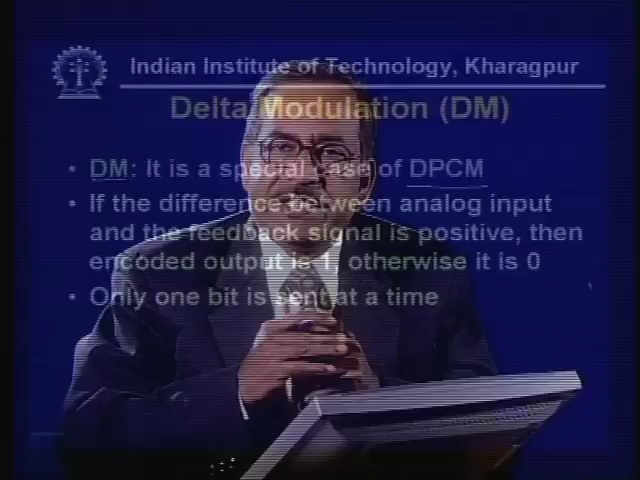 Indian Institute of Technology, Kharagpur
Delta Modulation (DM)
• DM: It is a special case of DPCM
• If the difference between analog input
and the feedback signal is positive, then
encoded output is 1, otherwise it is 0
• Only one bit is sent at a time